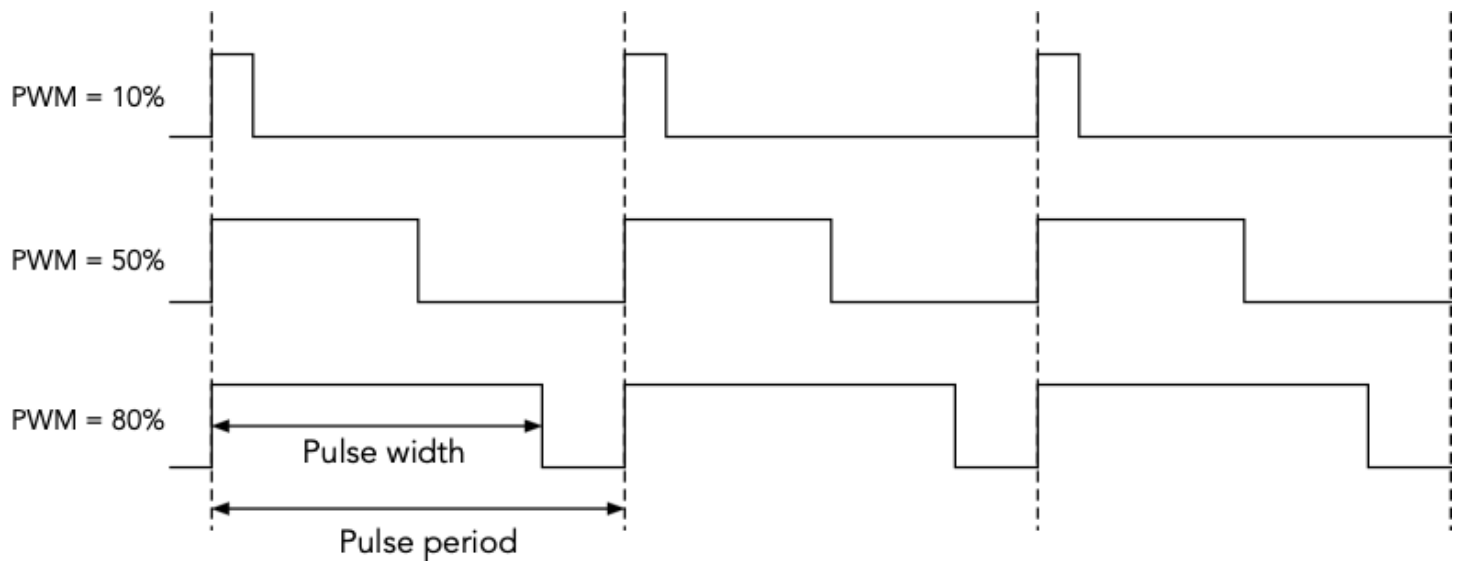 PWM = 10%
PWM = 50%
PWM = 80%
Pulse width
Pulse period